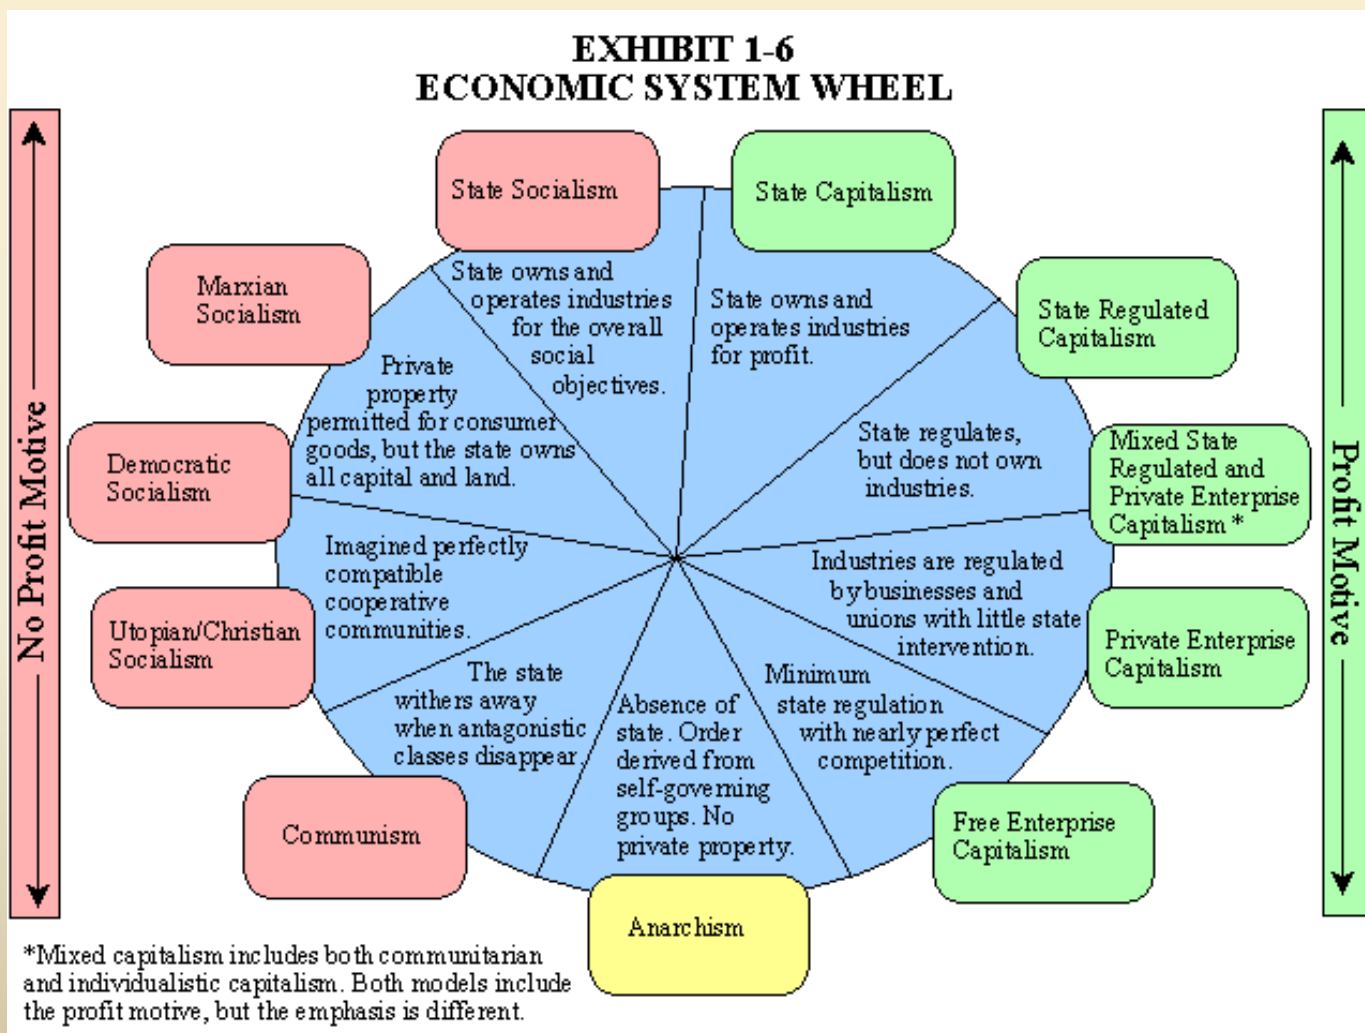 EXHIBIT 1-6
ECONOMIC SYSTEM WHEEL
No Profit Motive
Profit Motive
State Socialism
State Capitalism
Marxian
Socialism
State Regulated
Capitalism
Democratic
Socialism
Mixed State
Regulated and
Private Enterprise
Capitalism *
Utopian/Christian
Socialism
Private Enterprise
Capitalism
Communism
Free Enterprise
Capitalism
Anarchism
State owns and
operates industries
for the overall
social
objectives.
State owns and
operates industries
for profit.
Private
property
permitted for consumer
goods, but the state owns
all capital and land.
State regulates,
but does not own
industries.
Imagined perfectly
compatible
cooperative
communities.
Industries are regulated
by businesses and
unions with little state
intervention.
The state
withers away
when antagonistic
classes disappear.
Absence of
state. Order
derived from
self-governing
groups. No
private property.
Minimum
state regulation
with nearly perfect
competition.
*Mixed capitalism includes both communitarian
and individualistic capitalism. Both models include
the profit motive, but the emphasis is different.